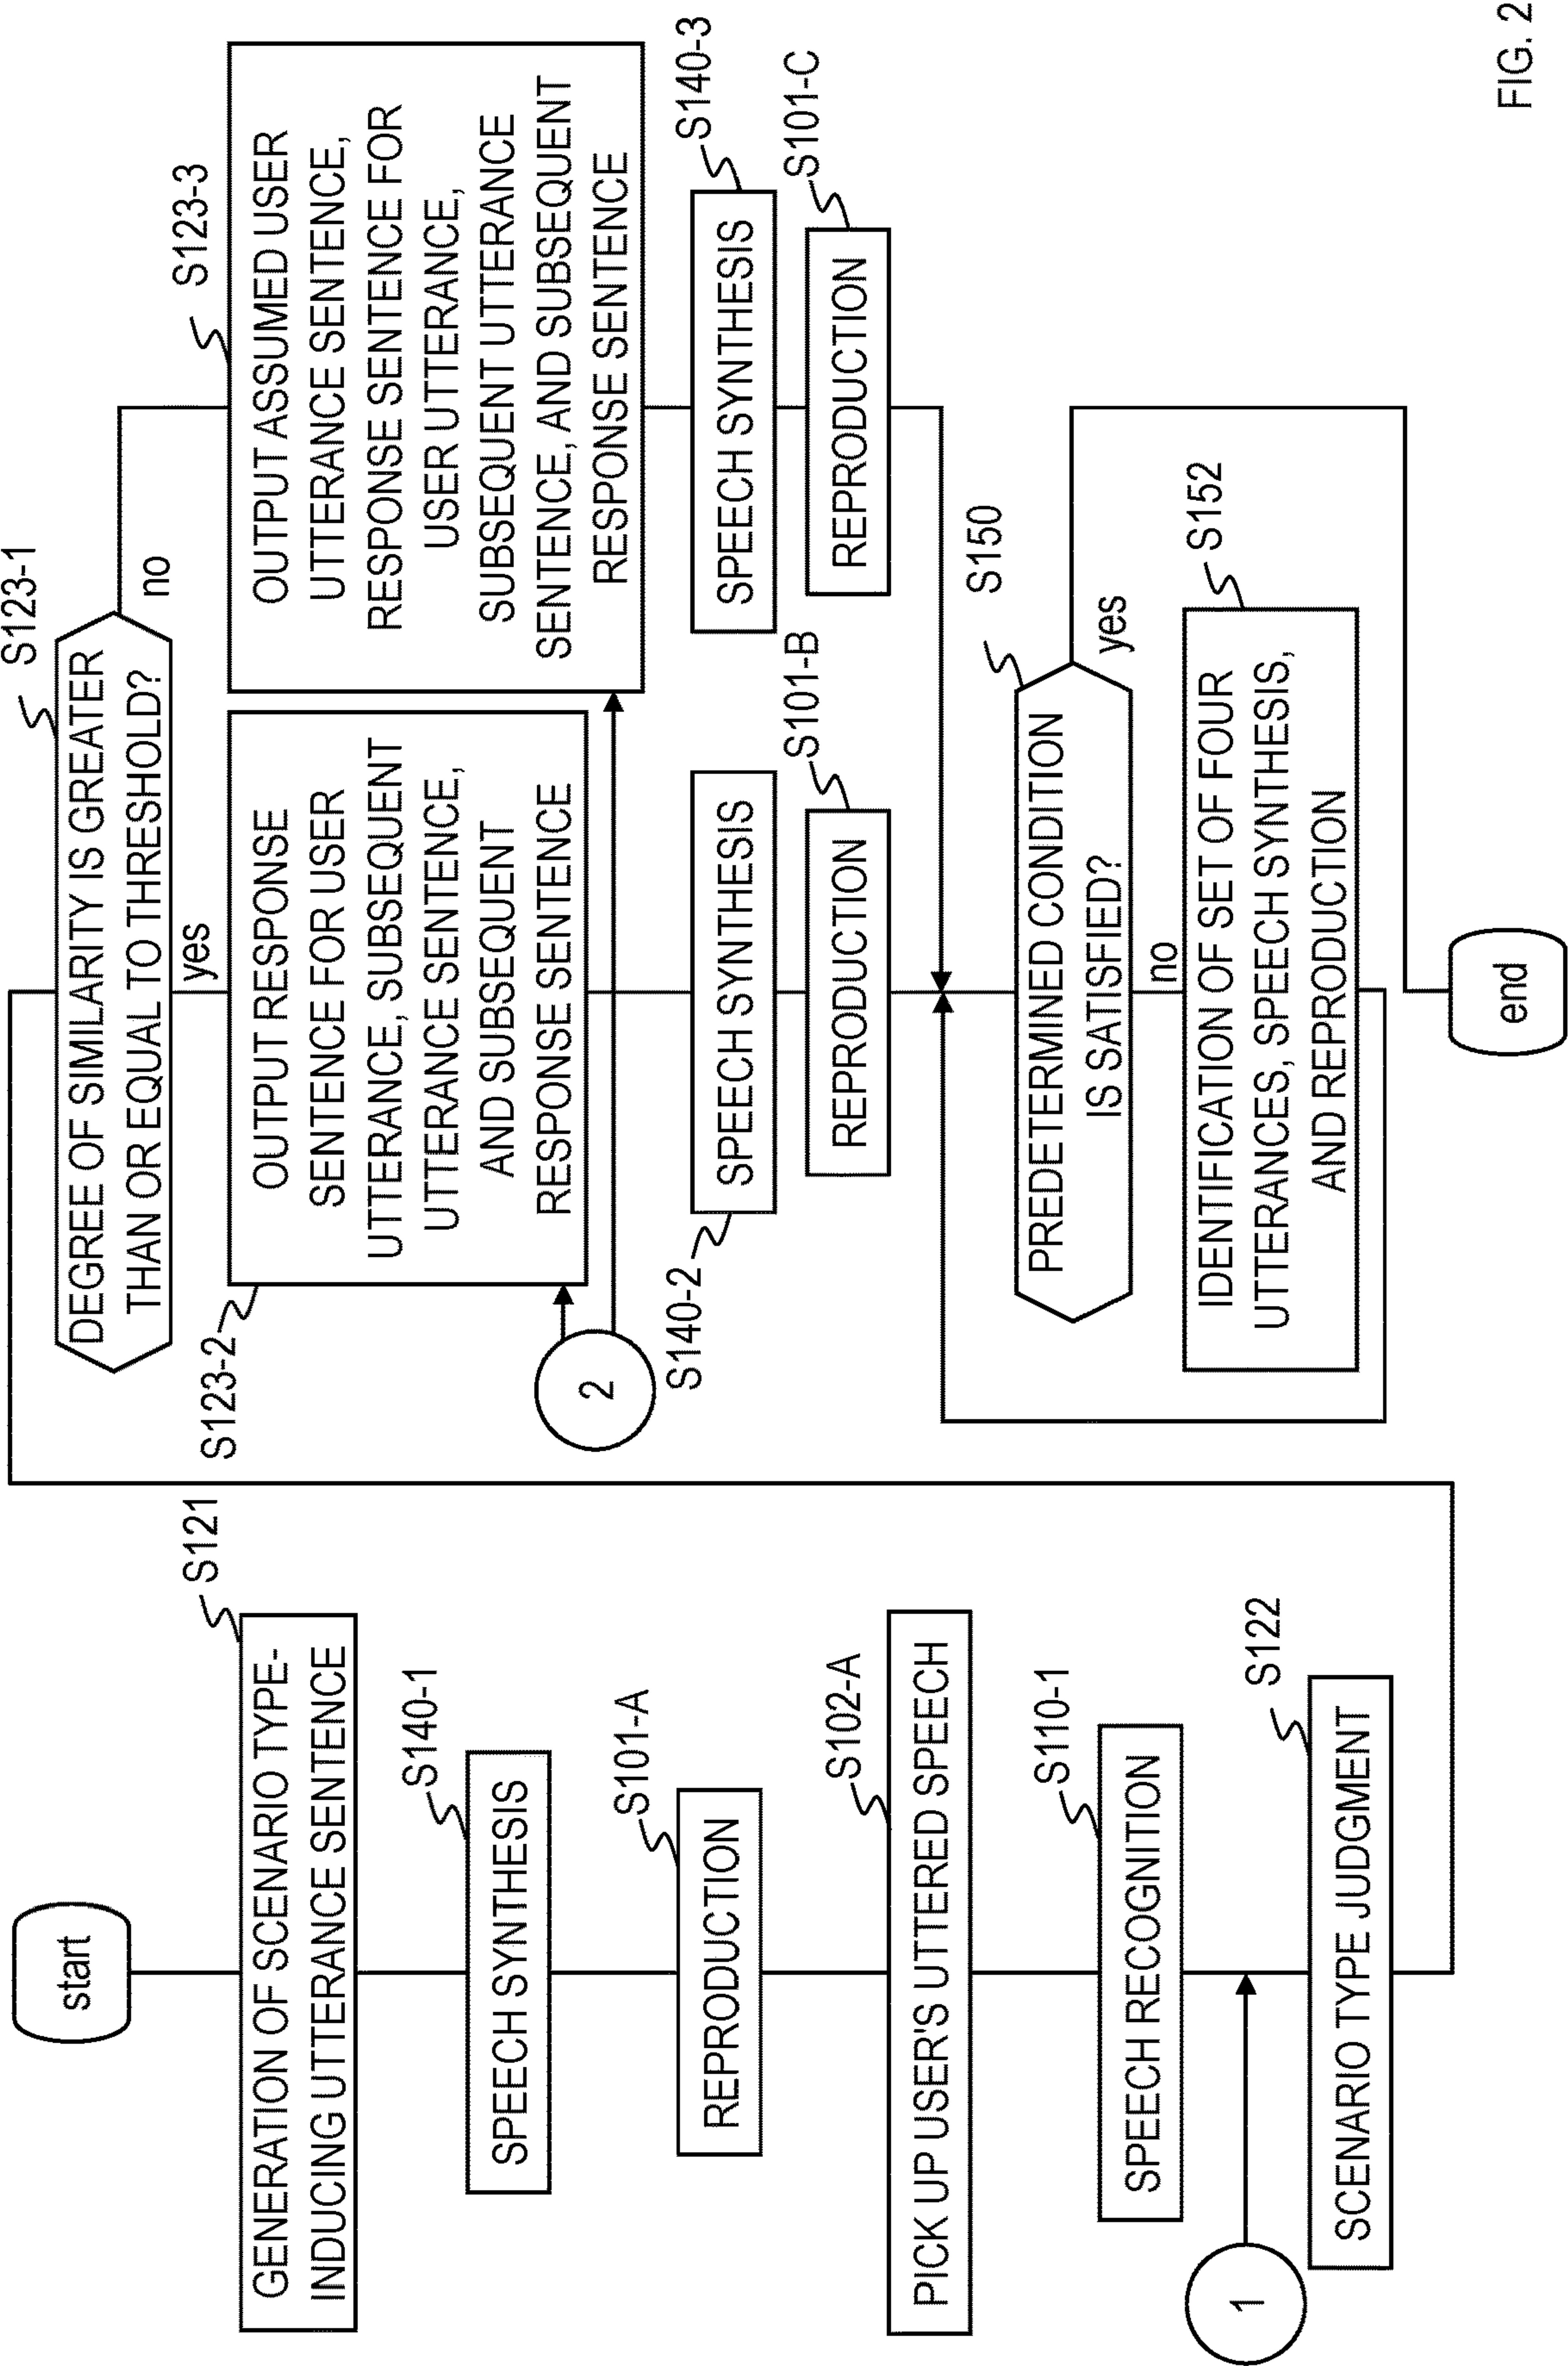 start
GENERATION OF SCENARIO TYPE-
INDUCING UTTERANCE SENTENCE
S121
SPEECH SYNTHESIS
S140-1
REPRODUCTION
S101-A
PICK UP USER'S UTTERED SPEECH
S102-A
SPEECH RECOGNITION
S110-1
1
SCENARIO TYPE JUDGMENT
S122
DEGREE OF SIMILARITY IS GREATER
THAN OR EQUAL TO THRESHOLD?
S123-1
yes
no
OUTPUT RESPONSE
SENTENCE FOR USER
UTTERANCE, SUBSEQUENT
UTTERANCE SENTENCE,
AND SUBSEQUENT
RESPONSE SENTENCE
S123-2
2
OUTPUT ASSUMED USER
UTTERANCE SENTENCE,
RESPONSE SENTENCE FOR
USER UTTERANCE,
SUBSEQUENT UTTERANCE
SENTENCE, AND SUBSEQUENT
RESPONSE SENTENCE
S123-3
SPEECH SYNTHESIS
S140-2
SPEECH SYNTHESIS
S140-3
REPRODUCTION
S101-B
REPRODUCTION
S101-C
PREDETERMINED CONDITION
IS SATISFIED?
S150
yes
no
IDENTIFICATION OF SET OF FOUR
UTTERANCES, SPEECH SYNTHESIS,
AND REPRODUCTION
S152
end
FIG. 2